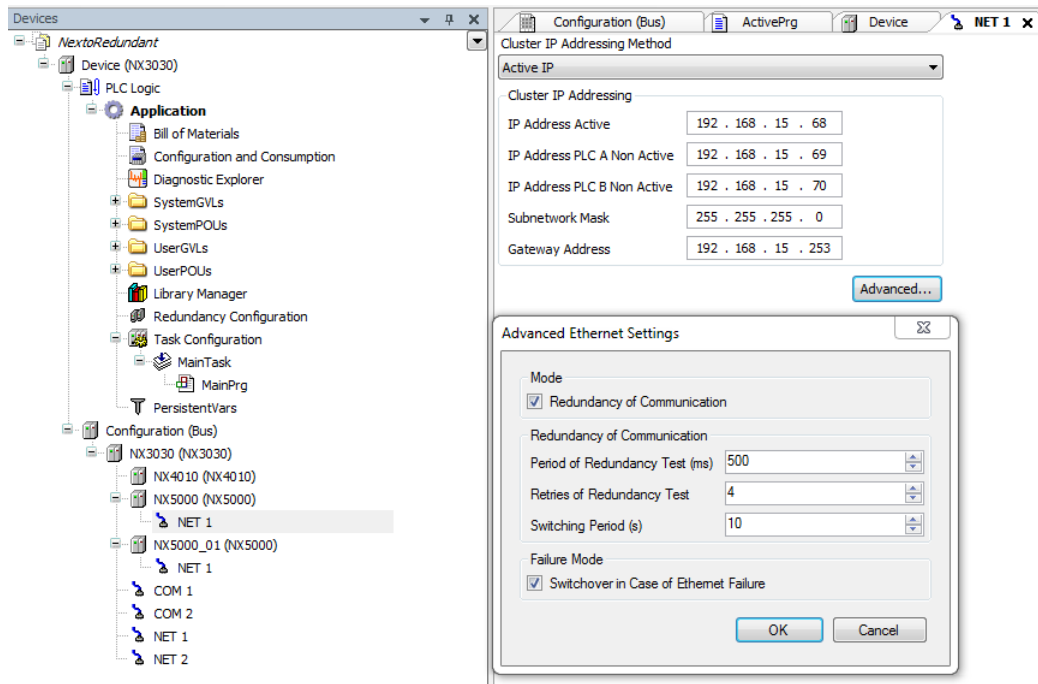 Devices
NextoRedundant
Device (NX3030)
PLC Logic
Application
Bill of Materials
Configuration and Consumption
Diagnostic Explorer
SystemGVLs
SystemPOUs
UserGVLs
UserPOUs
Library Manager
Redundancy Configuration
Task Configuration
MainTask
MainPrg
PersistentVars
Configuration (Bus)
NX3030 (NX3030)
NX4010 (NX4010)
NX5000 (NX5000)
NET 1
NX5000_01 (NX5000)
NET 1
COM 1
COM 2
NET 1
NET 2
Configuration (Bus) ActivePrg Device NET 1 X
Cluster IP Addressing Method
Active IP
Cluster IP Addressing
IP Address Active 192 . 168 . 15 . 68
IP Address PLC A Non Active 192 . 168 . 15 . 69
IP Address PLC B Non Active 192 . 168 . 15 . 70
Subnetwork Mask 255 . 255 . 255 . 0
Gateway Address 192 . 168 . 15 . 253
Advanced...
Advanced Ethernet Settings
Mode
Redundancy of Communication
Redundancy of Communication
Period of Redundancy Test (ms) 500
Retries of Redundancy Test 4
Switching Period (s) 10
Failure Mode
Switchover in Case of Ethernet Failure
OK Cancel